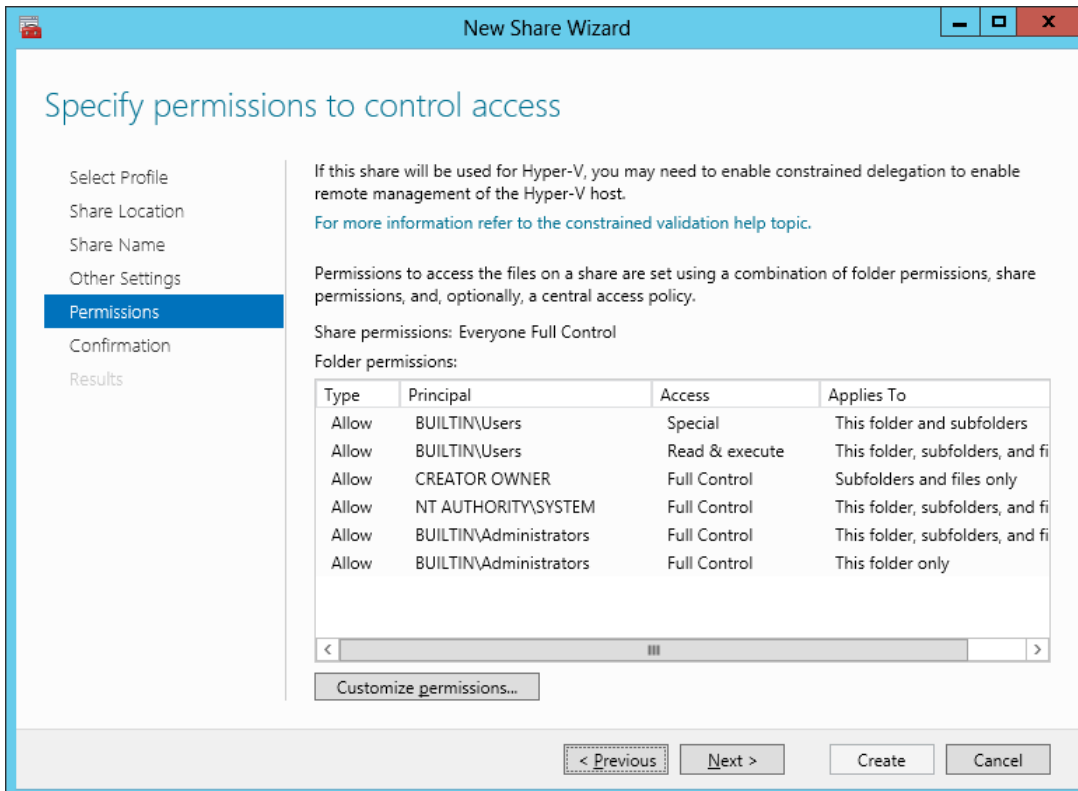 New Share Wizard
Specify permissions to control access
Select Profile
Share Location
Share Name
Other Settings
Permissions
Confirmation
Results
If this share will be used for Hyper-V, you may need to enable constrained delegation to enable
remote management of the Hyper-V host.
For more information refer to the constrained validation help topic.
Permissions to access the files on a share are set using a combination of folder permissions, share
permissions, and, optionally, a central access policy.
Share permissions: Everyone Full Control
Folder permissions:
Type Principal Access Applies To
Allow BUILTIN\Users Special This folder and subfolders
Allow BUILTIN\Users Read & execute This folder, subfolders, and fi
Allow CREATOR OWNER Full Control Subfolders and files only
Allow NT AUTHORITY\SYSTEM Full Control This folder, subfolders, and fi
Allow BUILTIN\Administrators Full Control This folder, subfolders, and fi
Allow BUILTIN\Administrators Full Control This folder only
Customize permissions...
< Previous Next > Create Cancel